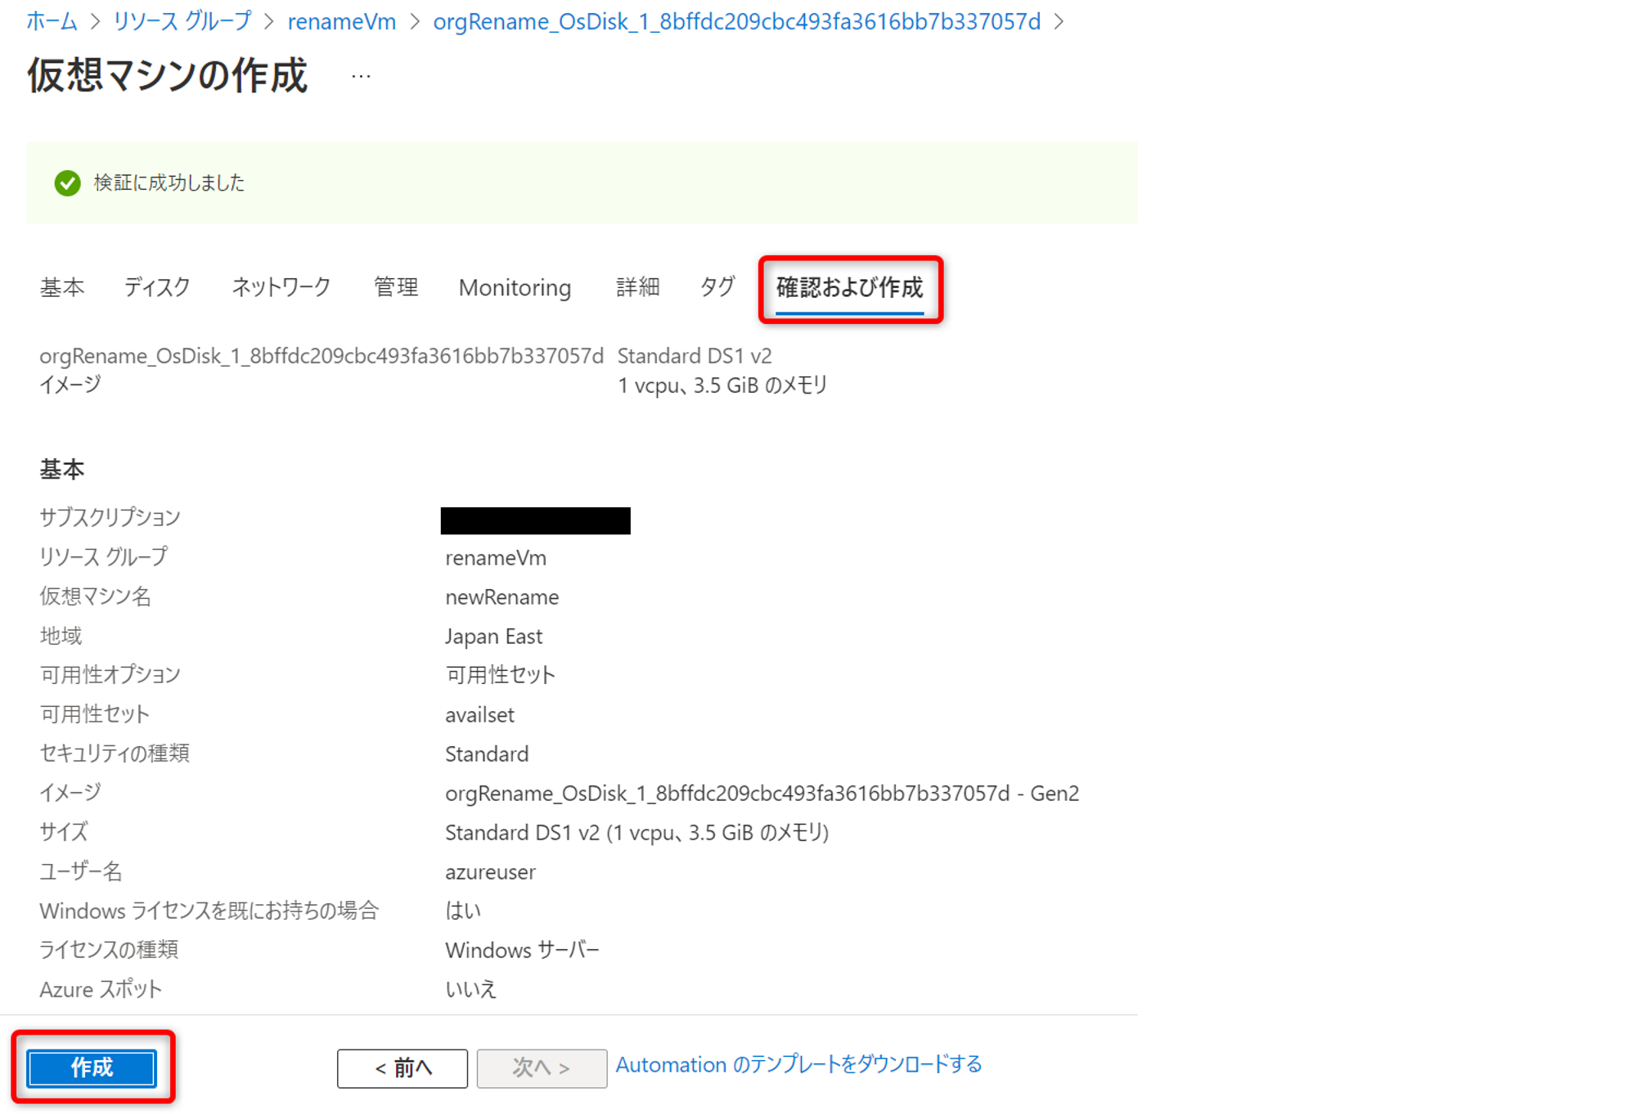 ホーム > リソース グループ > renameVm > orgRename_OsDisk_1_8bffdc209cbc493fa3616bb7b337057d >
仮想マシンの作成 …
検証に成功しました
基本 ディスク ネットワーク 管理 Monitoring 詳細 タグ 確認および作成
orgRename_OsDisk_1_8bffdc209cbc493fa3616bb7b337057d Standard DS1 v2
イメージ 1 vcpu、3.5 GiB のメモリ
基本
サブスクリプション
リソース グループ renameVm
仮想マシン名 newRename
地域 Japan East
可用性オプション 可用性セット
可用性セット availset
セキュリティの種類 Standard
イメージ orgRename_OsDisk_1_8bffdc209cbc493fa3616bb7b337057d - Gen2
サイズ Standard DS1 v2 (1 vcpu、3.5 GiB のメモリ)
ユーザー名 azureuser
Windows ライセンスを既にお持ちの場合 はい
ライセンスの種類 Windows サーバー
Azure スポット いいえ
作成 < 前へ 次へ > Automation のテンプレートをダウンロードする